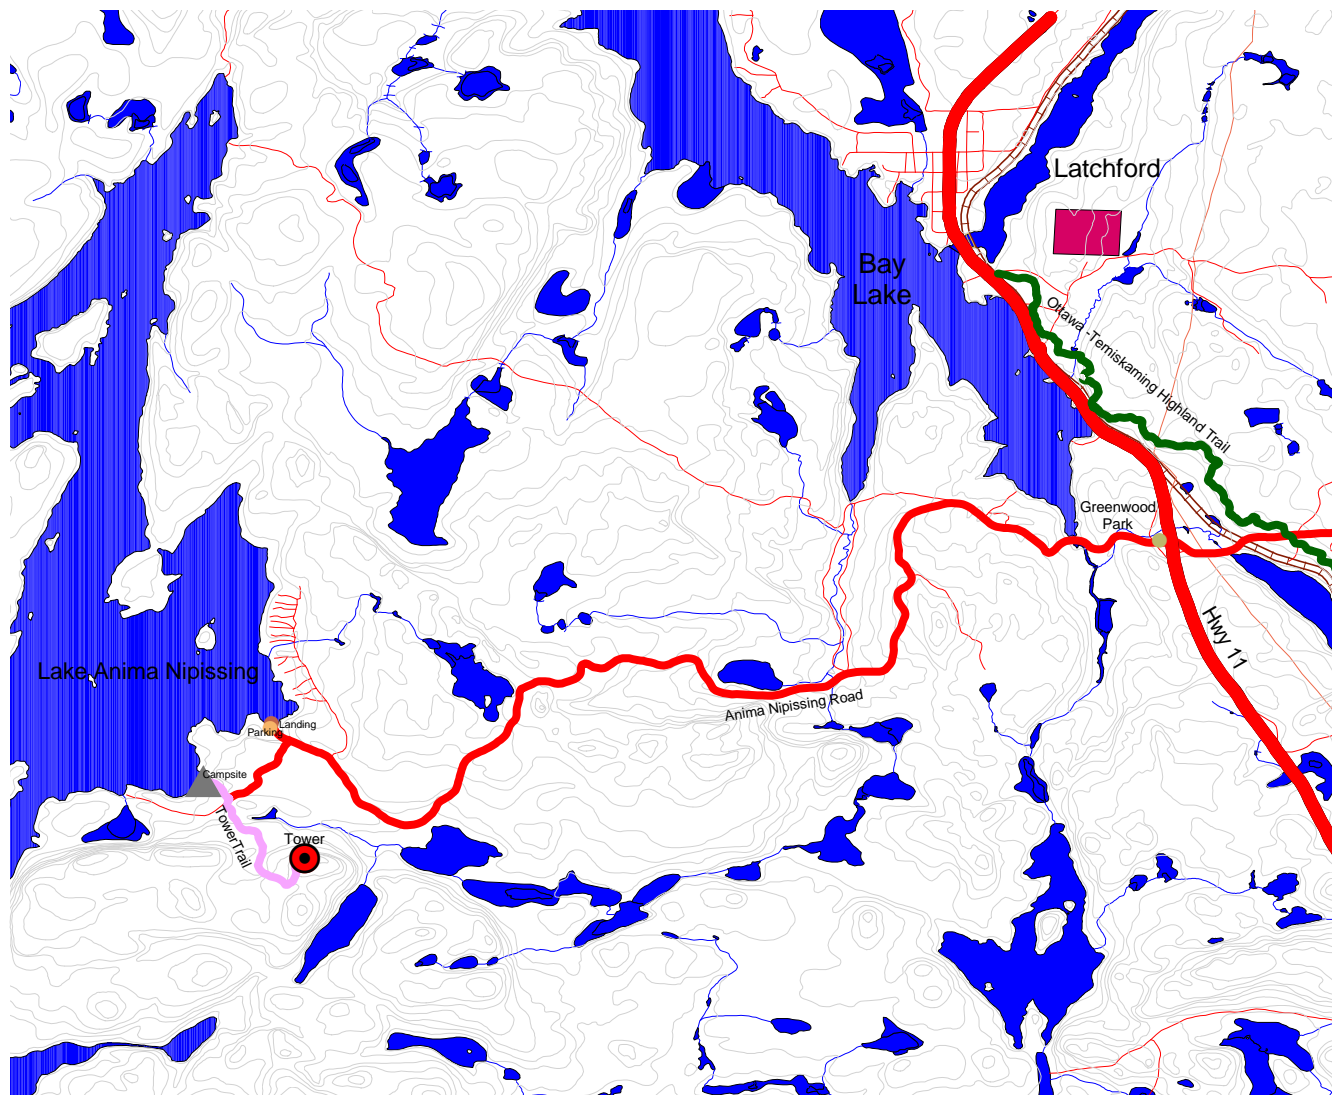 Latchford
Bay
Lake
Ottawa -Temiskaming Highland Trail
Greenwood
Park
Hwy 11
Lake Anima Nipissing
Anima Nipissing Road
Landing
Parking
Campsite
TowerTrail
Tower